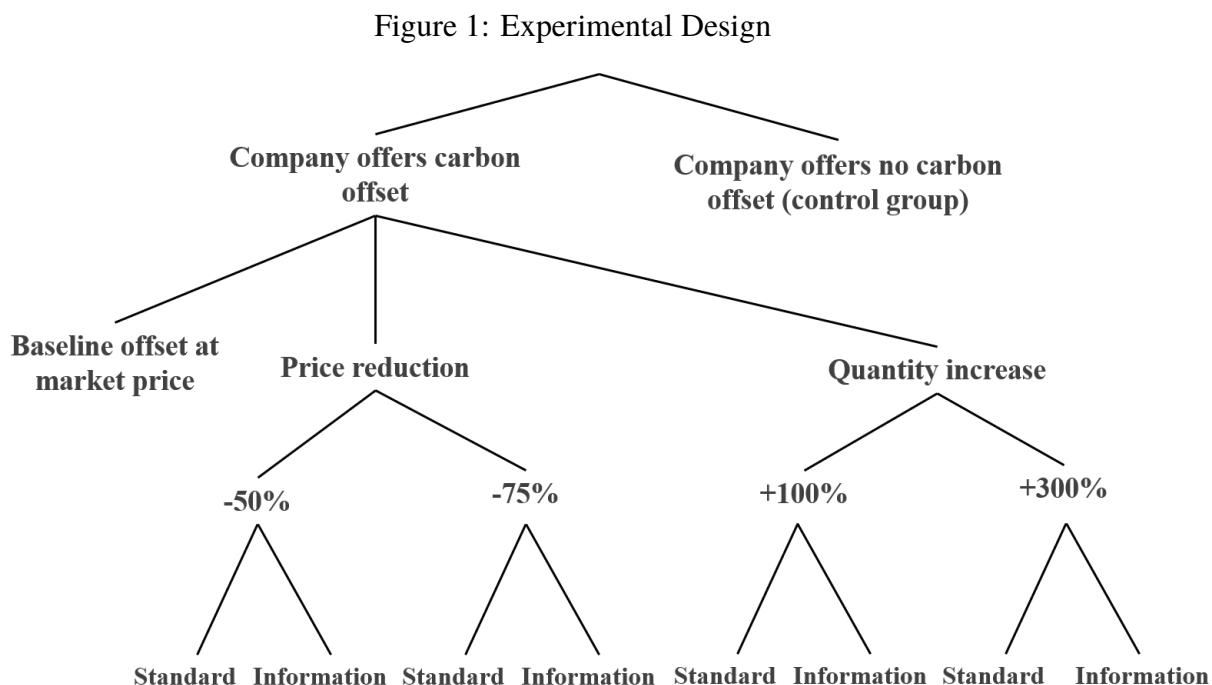 Figure 1: Experimental Design
Company offers carbon
offset
Company offers no carbon
offset (control group)
Baseline offset at
market price
Price reduction
Quantity increase
-50%
-75%
+100%
+300%
Standard
Information
Standard
Information
Standard
Information
Standard
Information